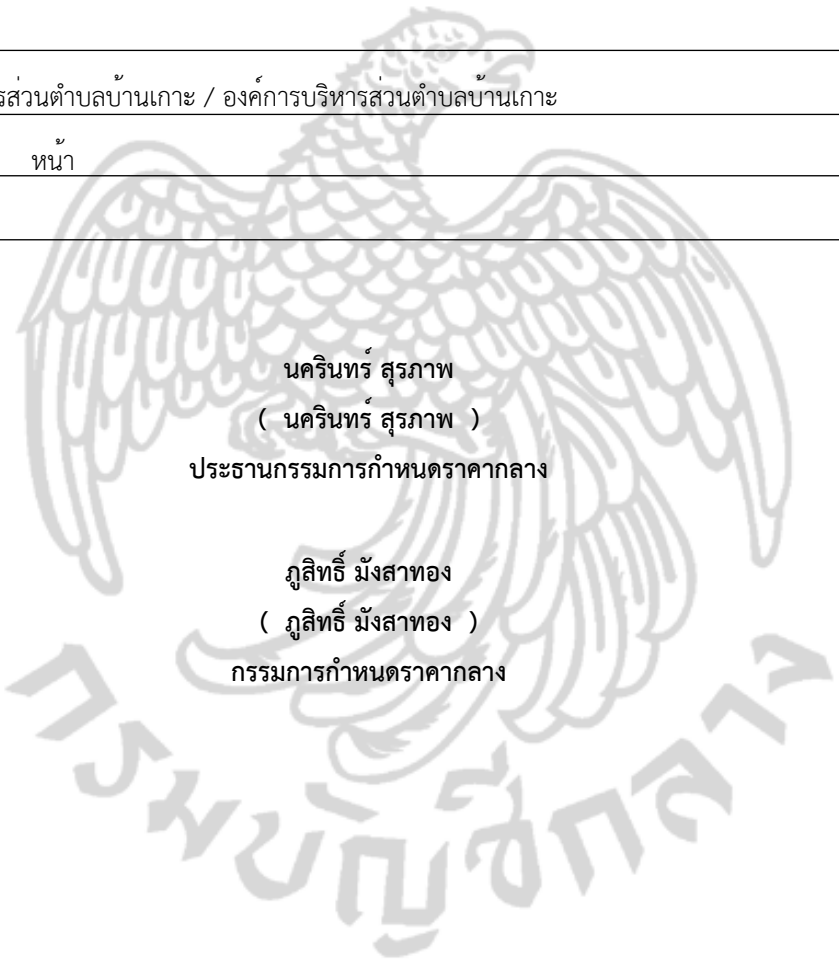 รส่วนตำบลบ้านเกาะ / องค์การบริหารส่วนตำบลบ้านเกาะ
หน้า
นครินทร์ สุรภาพ
( นครินทร์ สุรภาพ )
ประธานกรรมการกำหนดราคากลาง
ภูสิทธิ์ มังสาทอง
( ภูสิทธิ์ มังสาทอง )
กรรมการกำหนดราคากลาง
กรมบัญชีกลาง